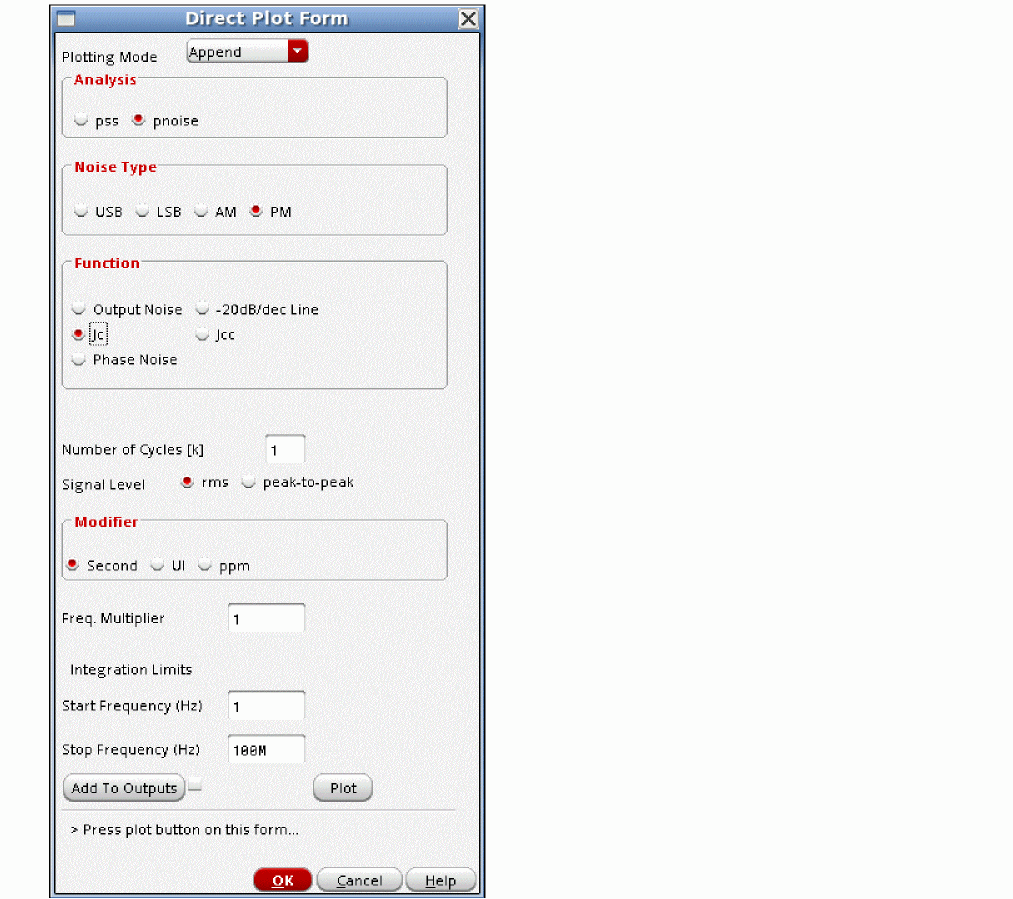 Direct Plot Form
Plotting Mode Append
Analysis
pss pnoise
Noise Type
USB LSB AM PM
Function
Output Noise -20dB/dec Line
Jc Jcc
Phase Noise
Number of Cycles [k] 1
Signal Level rms peak-to-peak
Modifier
Second UI ppm
Freq. Multiplier 1
Integration Limits
Start Frequency (Hz) 1
Stop Frequency (Hz) 100M
Add To Outputs Plot
> Press plot button on this form...
OK Cancel Help